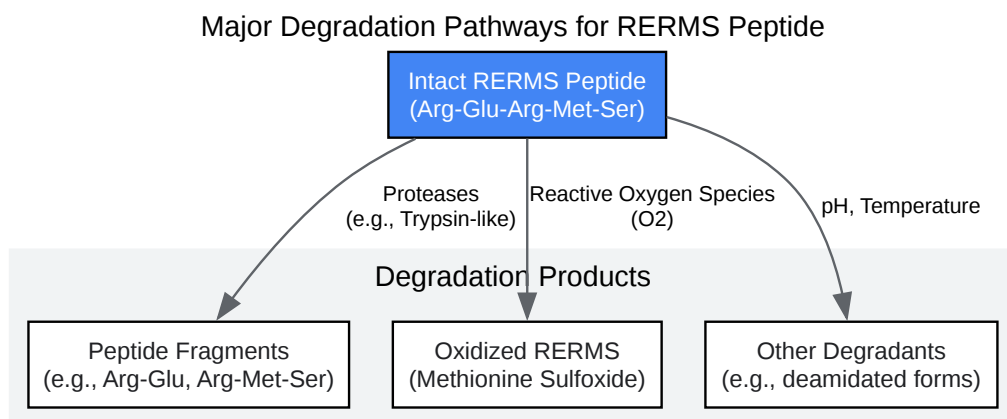 Major Degradation Pathways for RERMS Peptide
Intact RERMS Peptide
(Arg-Glu-Arg-Met-Ser)
Proteases
(e.g., Trypsin-like)
Reactive Oxygen Species
(O2)
pH, Temperature
Degradation Products
Peptide Fragments
(e.g., Arg-Glu, Arg-Met-Ser)
Oxidized RERMS
(Methionine Sulfoxide)
Other Degradants
(e.g., deamidated forms)